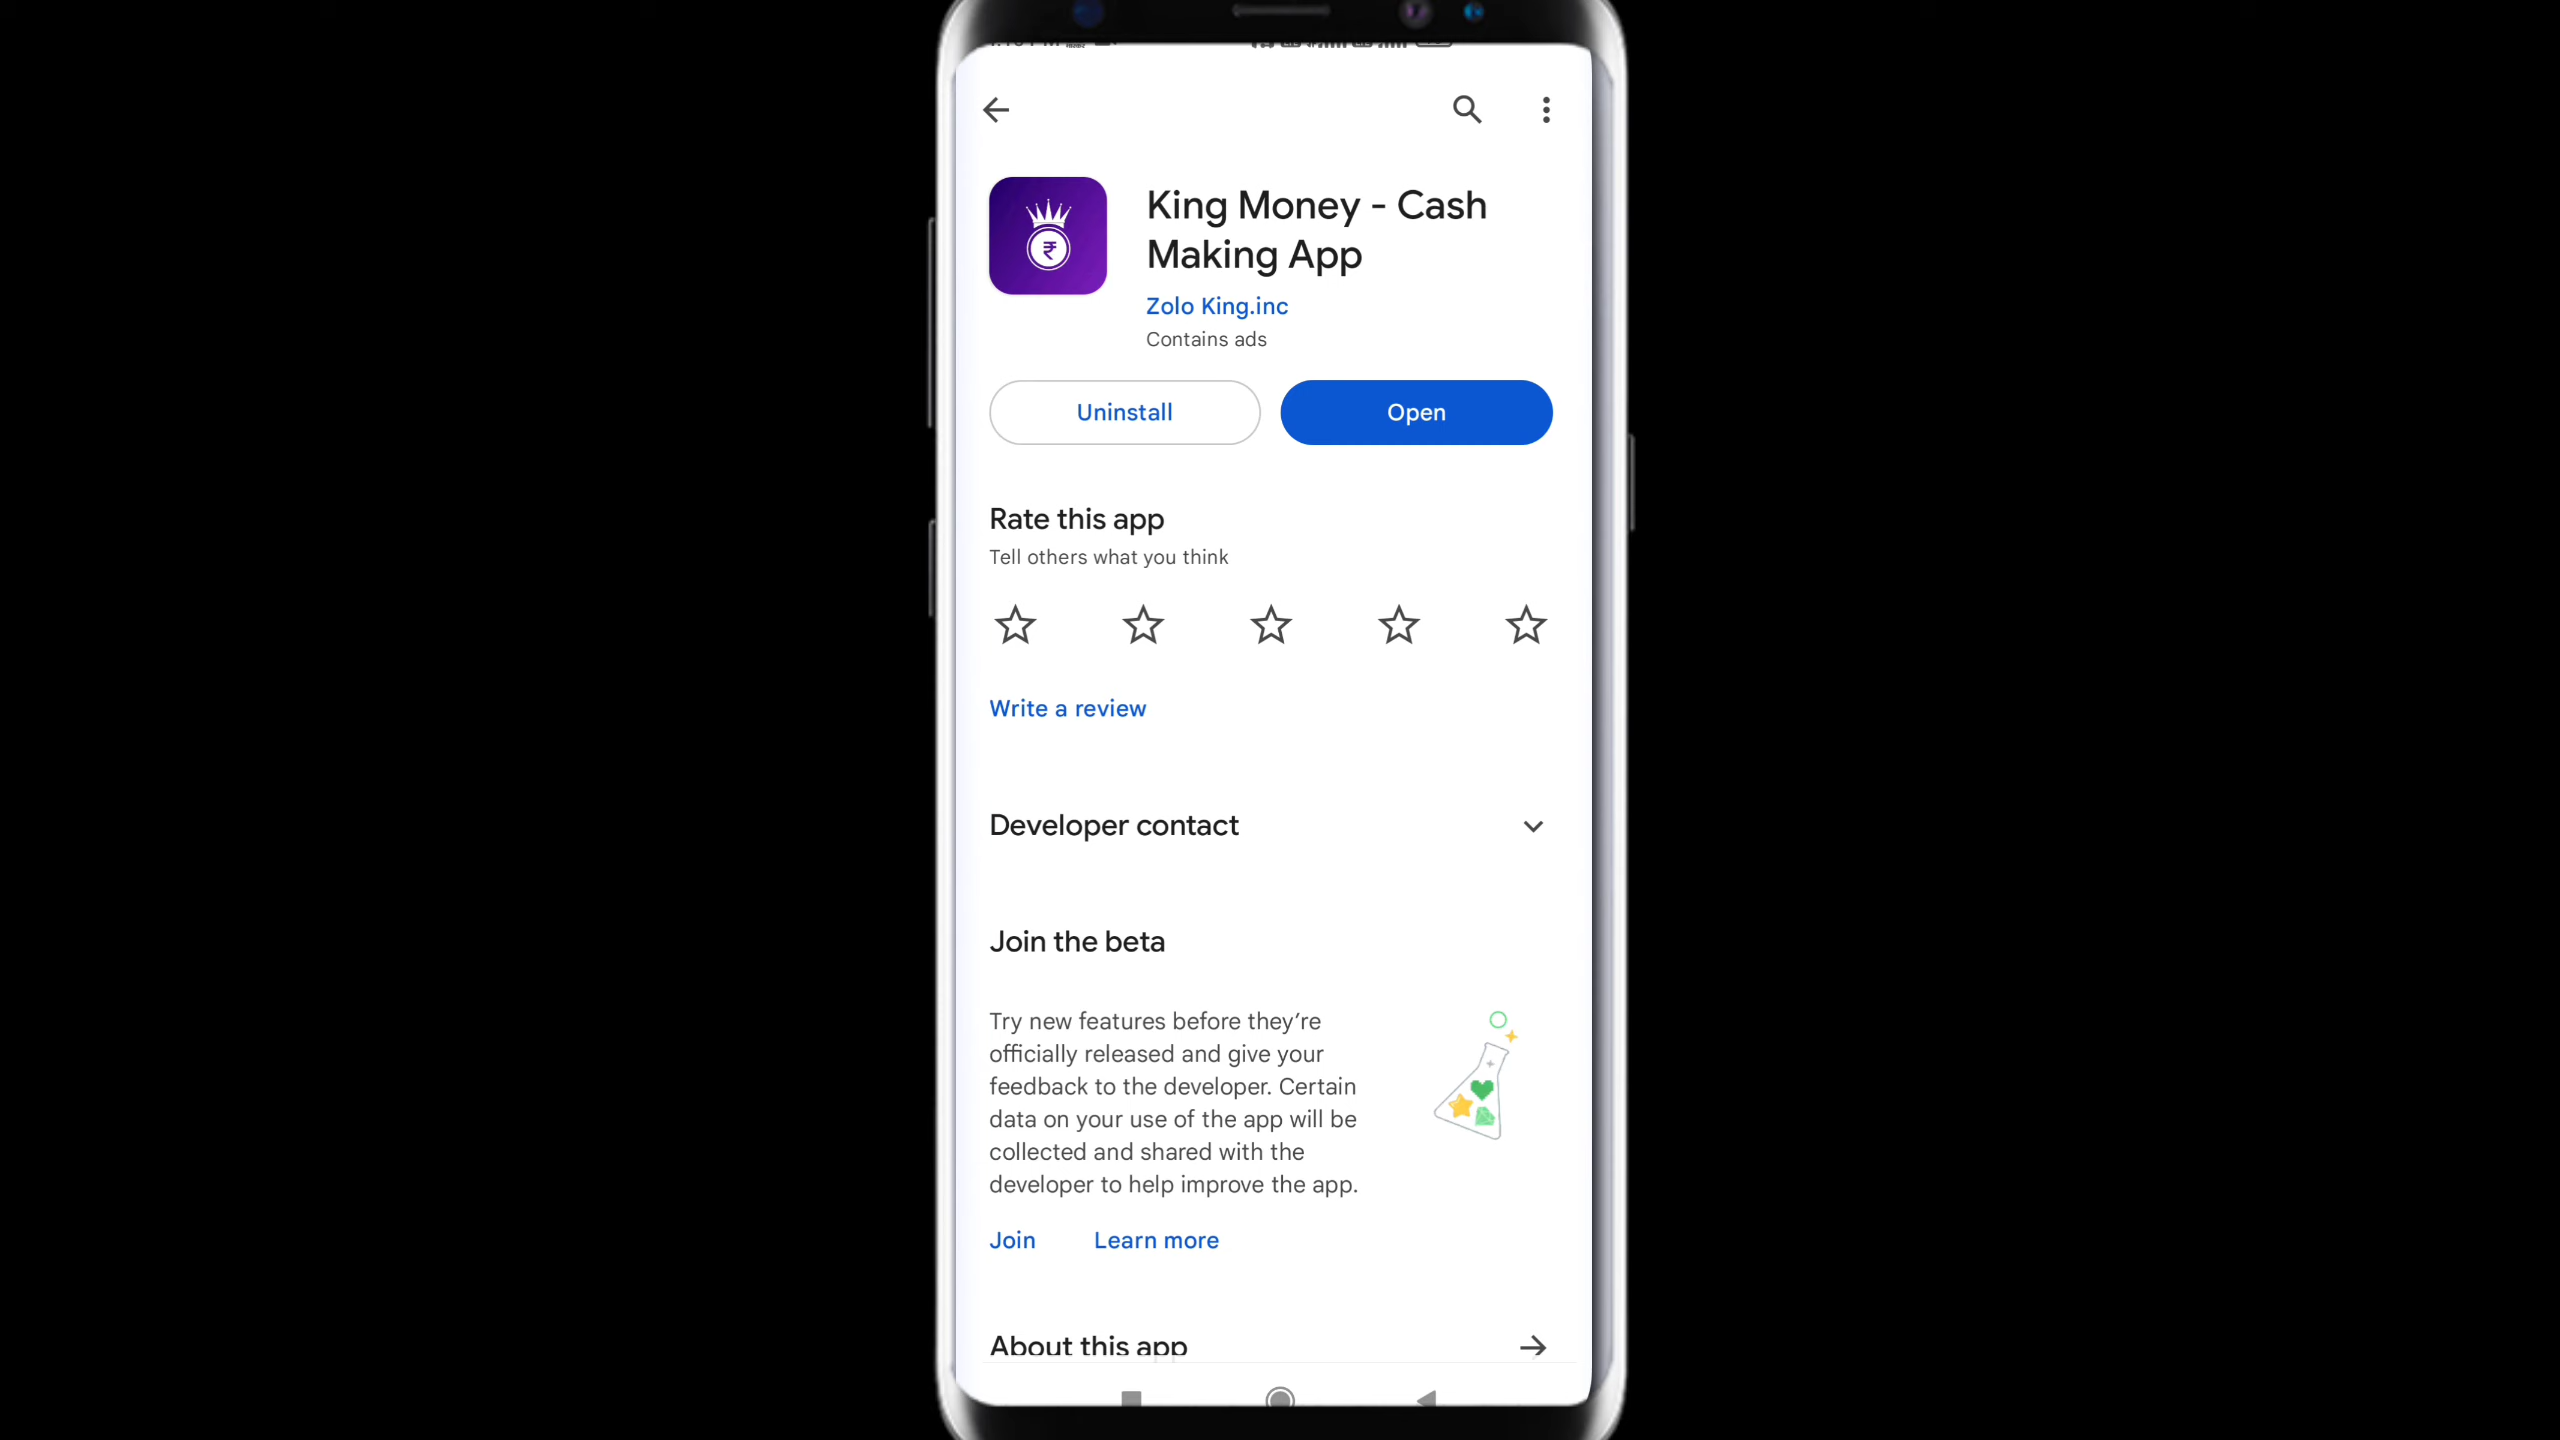 King Money - Cash
Making App
Zolo King.inc
Contains ads
Uninstall
Open
Rate this app
Tell others what you think
Write a review
Developer contact
Join the beta
Try new features before they’re
officially released and give your
feedback to the developer. Certain
data on your use of the app will be
collected and shared with the
developer to help improve the app.
Join
Learn more
About this app